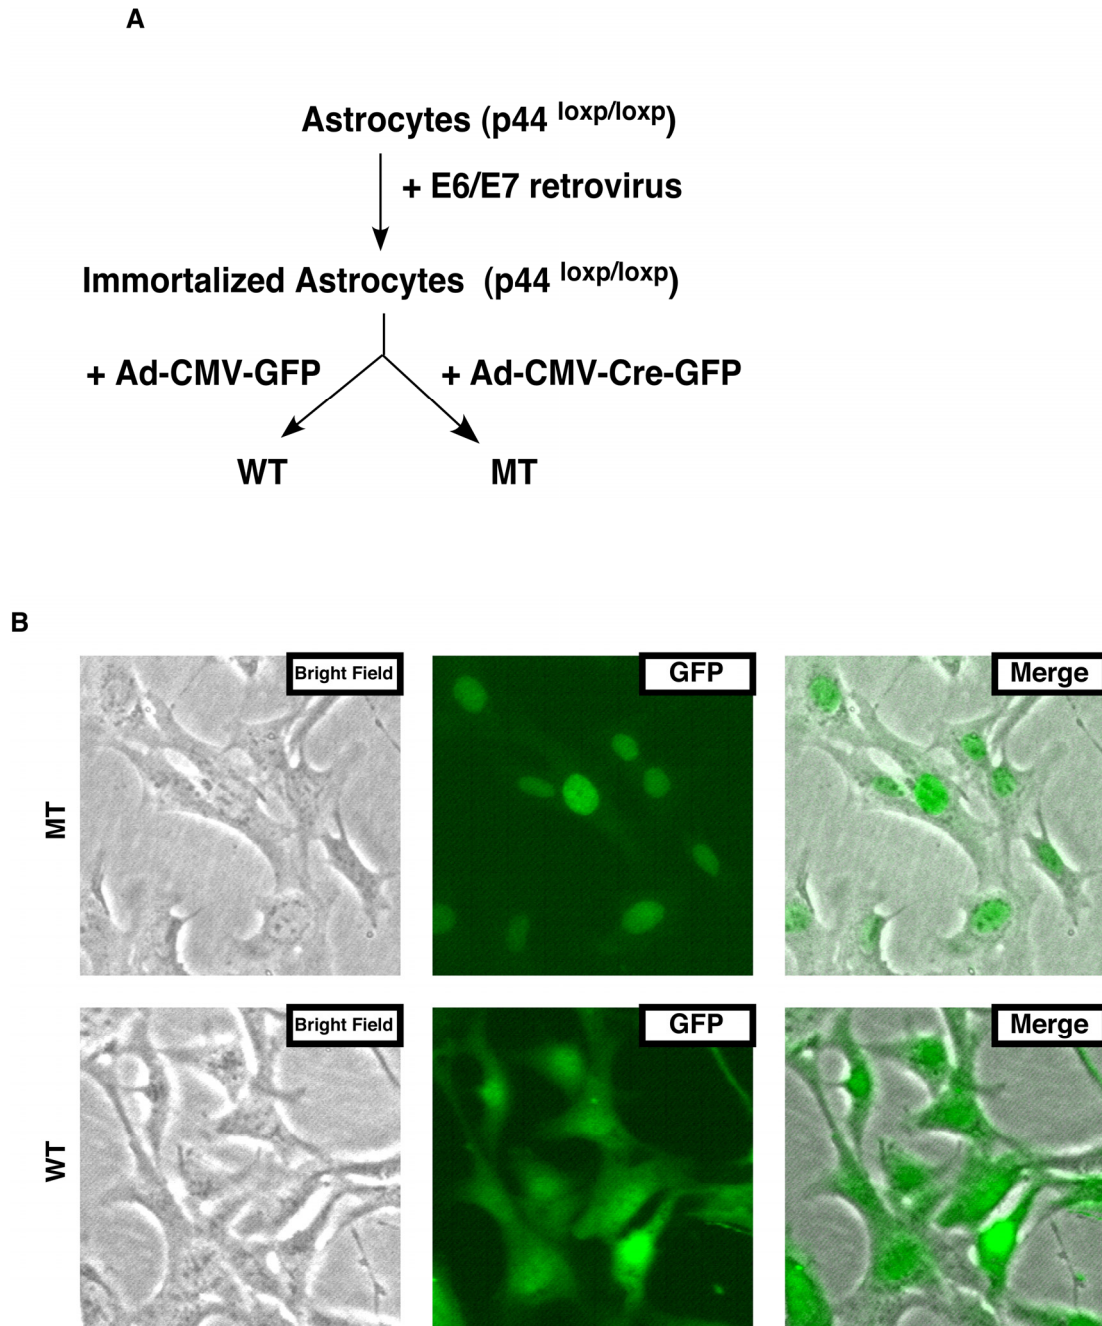 A
Astrocytes (p44 loxp/loxp)
+ E6/E7 retrovirus
Immortalized Astrocytes (p44 loxp/loxp)
+ Ad-CMV-GFP + Ad-CMV-Cre-GFP
WT MT
B
Bright Field GFP Merge
MT
Bright Field GFP Merge
WT